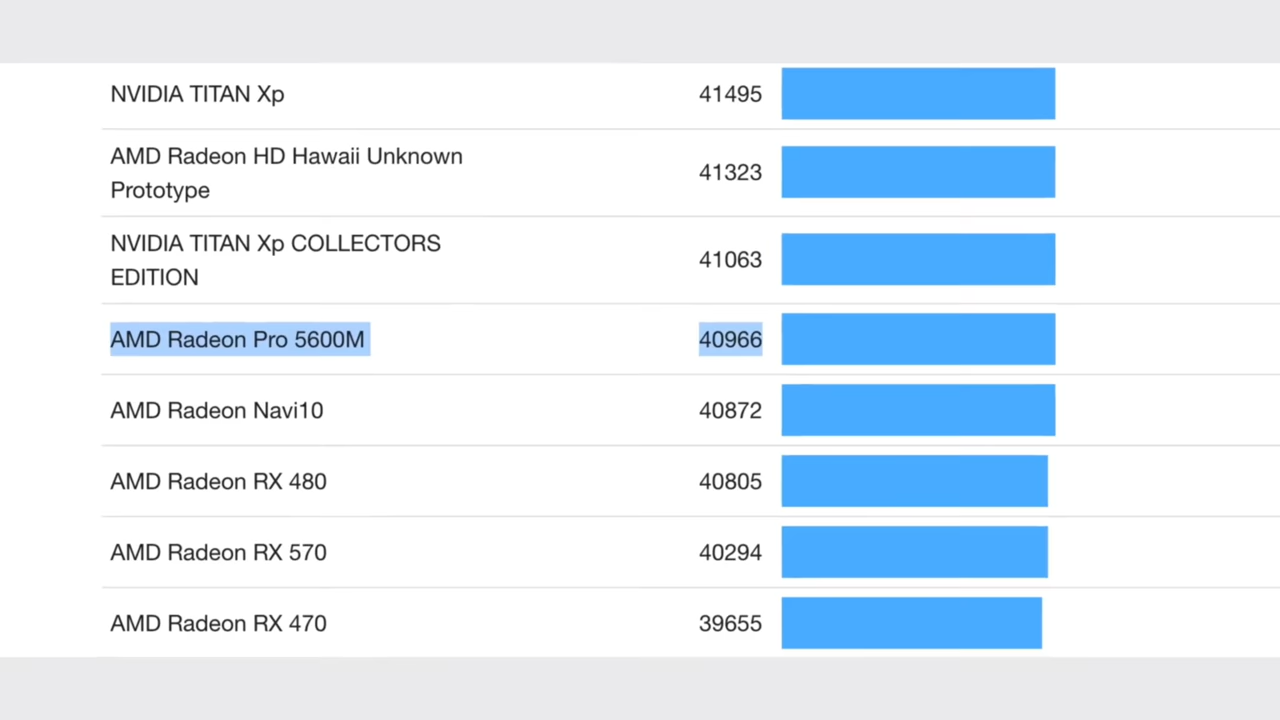 NVIDIA TITAN Xp 41495
AMD Radeon HD Hawaii Unknown
Prototype 41323
NVIDIA TITAN Xp COLLECTORS
EDITION 41063
AMD Radeon Pro 5600M 40966
AMD Radeon Navi10 40872
AMD Radeon RX 480 40805
AMD Radeon RX 570 40294
AMD Radeon RX 470 39655